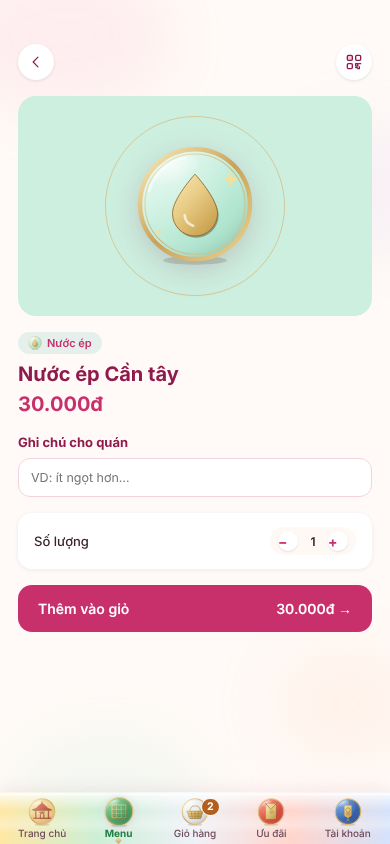 Nước ép
Nước ép Cần tây
30.000đ
Ghi chú cho quán
VD: ít ngọt hơn...
Số lượng
− 1 +
Thêm vào giỏ 30.000đ →
2
Trang chủ Menu Giỏ hàng Ưu đãi Tài khoản